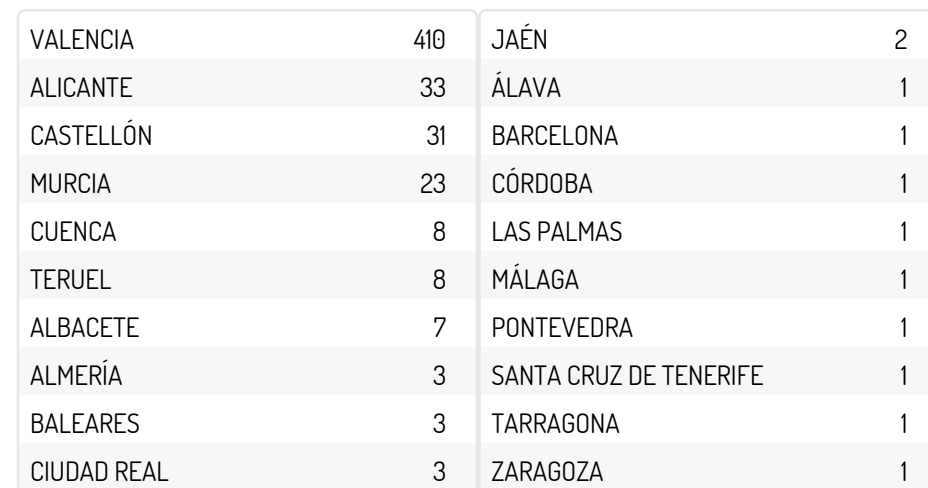 VALENCIA 410
ALICANTE 33
CASTELLÓN 31
MURCIA 23
CUENCA 8
TERUEL 8
ALBACETE 7
ALMERÍA 3
BALEARES 3
CIUDAD REAL 3
JAÉN 2
ÁLAVA 1
BARCELONA 1
CÓRDOBA 1
LAS PALMAS 1
MÁLAGA 1
PONTEVEDRA 1
SANTA CRUZ DE TENERIFE 1
TARRAGONA 1
ZARAGOZA 1